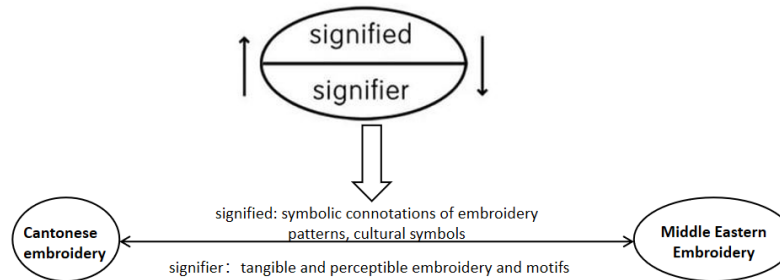 signified
signifier
signified: symbolic connotations of embroidery
patterns, cultural symbols
Cantonese
embroidery
Middle Eastern
Embroidery
signifier：tangible and perceptible embroidery and motifs